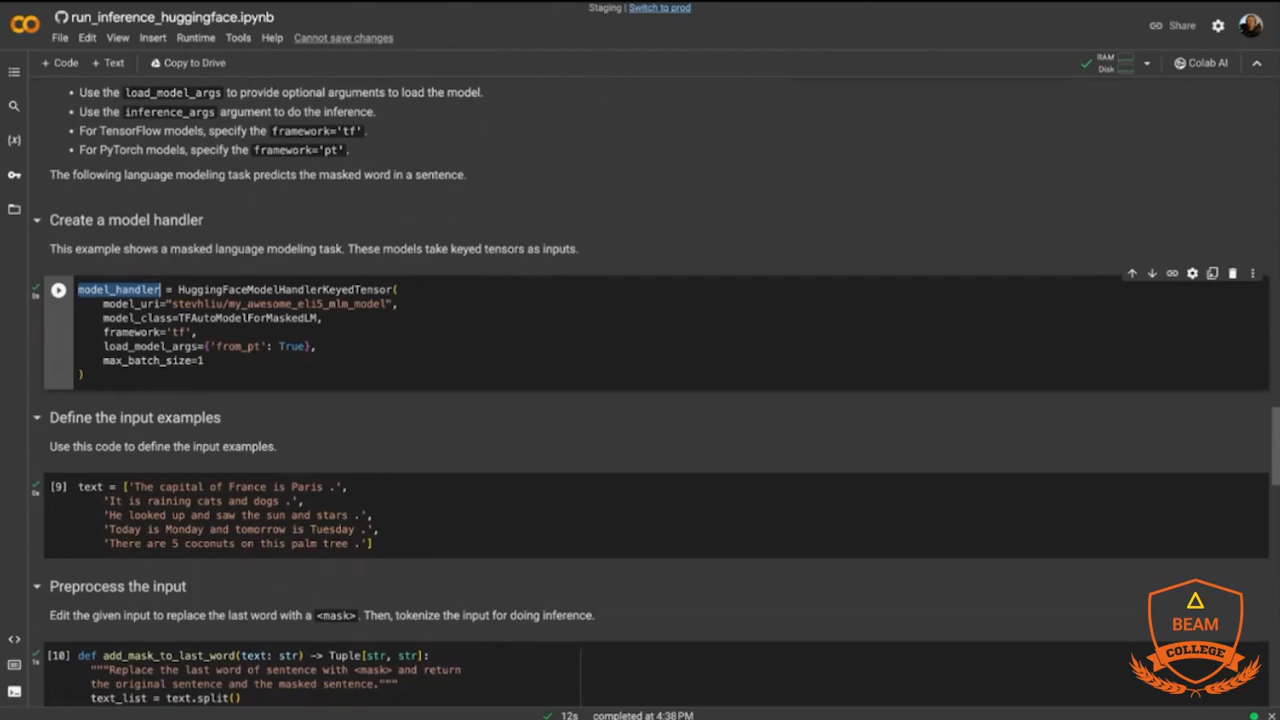 Staging | Switch to prod
run_inference_huggingface.ipynb
File Edit View Insert Runtime Tools Help Cannot save changes
Share
+ Code + Text Copy to Drive
RAM
Disk
Colab AI
• Use the load_model_args to provide optional arguments to load the model.
• Use the inference_args argument to do the inference.
• For TensorFlow models, specify the framework='tf'.
• For PyTorch models, specify the framework='pt'.
The following language modeling task predicts the masked word in a sentence.
Create a model handler
This example shows a masked language modeling task. These models take keyed tensors as inputs.
model_handler = HuggingFaceModelHandlerKeyedTensor(
model_uri="stevhliu/my_awesome_eli5_mlm_model",
model_class=TFAutoModelForMaskedLM,
framework='tf',
load_model_args={'from_pt': True},
max_batch_size=1
)
Define the input examples
Use this code to define the input examples.
[9] text = ['The capital of France is Paris .',
'It is raining cats and dogs .',
'He looked up and saw the sun and stars .',
'Today is Monday and tomorrow is Tuesday .',
'There are 5 coconuts on this palm tree .']
Preprocess the input
Edit the given input to replace the last word with a <mask>. Then, tokenize the input for doing inference.
[10] def add_mask_to_last_word(text: str) -> Tuple[str, str]:
"""Replace the last word of sentence with <mask> and return
the original sentence and the masked sentence."""
text_list = text.split()
12s completed at 4:38 PM
BEAM
COLLEGE